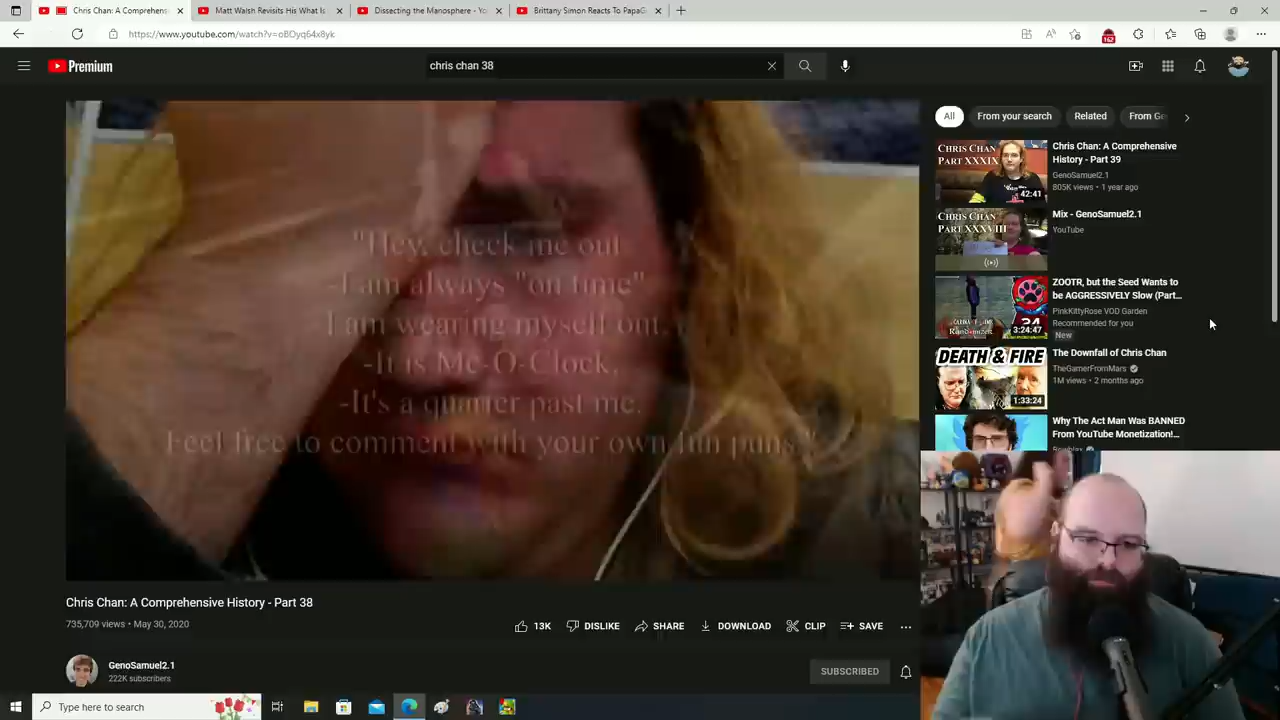 Chris Chan: A Comprehens
Matt Walsh Revisits His What Is
Dissecting the Manosphere - Yo
Brittany Simon Reacts To PapaG
https://www.youtube.com/watch?v=oBOyq64x8yk
162
Premium
chris chan 38
All
From your search
Related
From Ge
"Hey, check me out
-I am always "on time"
I am wearing myself out.
-It is Me-O-Clock,
-It's a quarter past me.
Feel free to comment with your own fun puns."
CHRIS CHAN
PART XXXIX
42:41
Chris Chan: A Comprehensive
History - Part 39
GenoSamuel2.1
805K views • 1 year ago
CHRIS CHAN
PART XXXVIII
Mix - GenoSamuel2.1
YouTube
3:24:47
ZOOTR, but the Seed Wants to
be AGGRESSIVELY Slow (Part...
PinkKittyRose VOD Garden
Recommended for you
New
DEATH & FIRE
1:33:24
The Downfall of Chris Chan
TheGamerFromMars
1M views • 2 months ago
Why The Act Man Was BANNED
From YouTube Monetization!...
Chris Chan: A Comprehensive History - Part 38
735,709 views • May 30, 2020
13K
DISLIKE
SHARE
DOWNLOAD
CLIP
SAVE
GenoSamuel2.1
222K subscribers
SUBSCRIBED
Type here to search